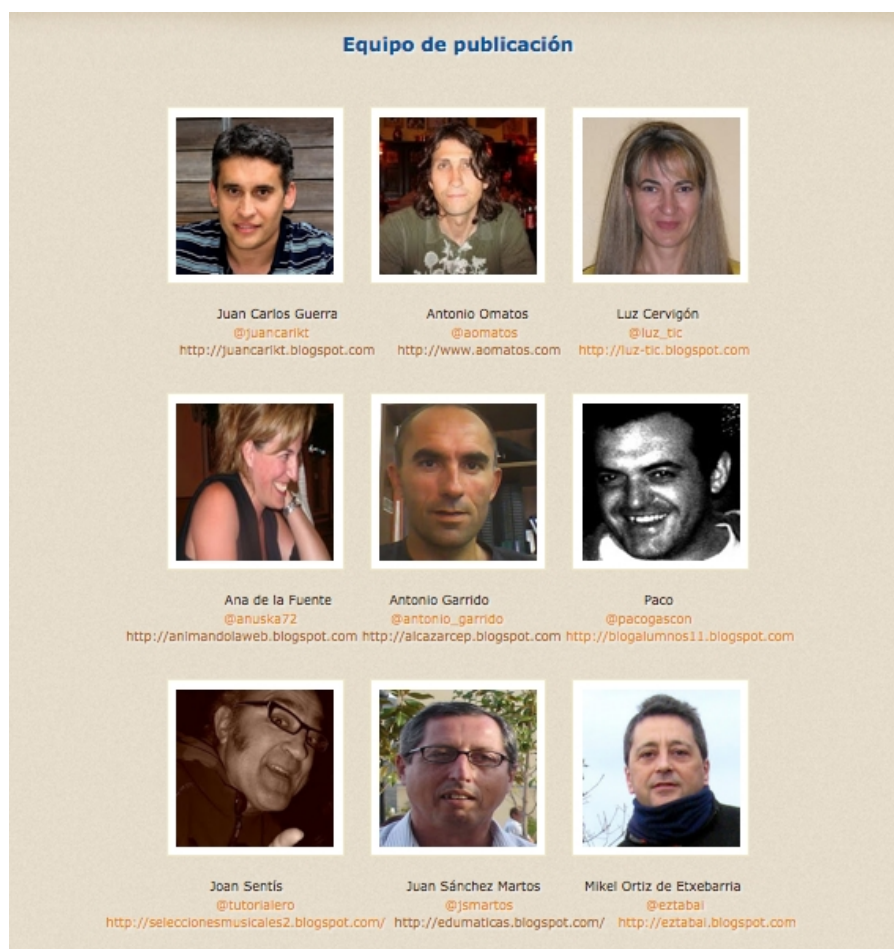 Equipo de publicación
Juan Carlos Guerra Antonio Omatos Luz Cervigón
@juancarikt @aomatos @luz_tic
http://juancarikt.blogspot.com http://www.aomatos.com http://luz-tic.blogspot.com
Ana de la Fuente Antonio Garrido Paco
@anuska72 @antonio_garrido @pacogascon
http://animandolaweb.blogspot.com http://alcazarcep.blogspot.com http://blogalumnos11.blogspot.com
Joan Sentís Juan Sánchez Martos Mikel Ortiz de Etxebarria
@tutorialero @jsmartos @eztabai
http://seleccionesmusicales2.blogspot.com/ http://edumaticas.blogspot.com/ http://eztabai.blogspot.com